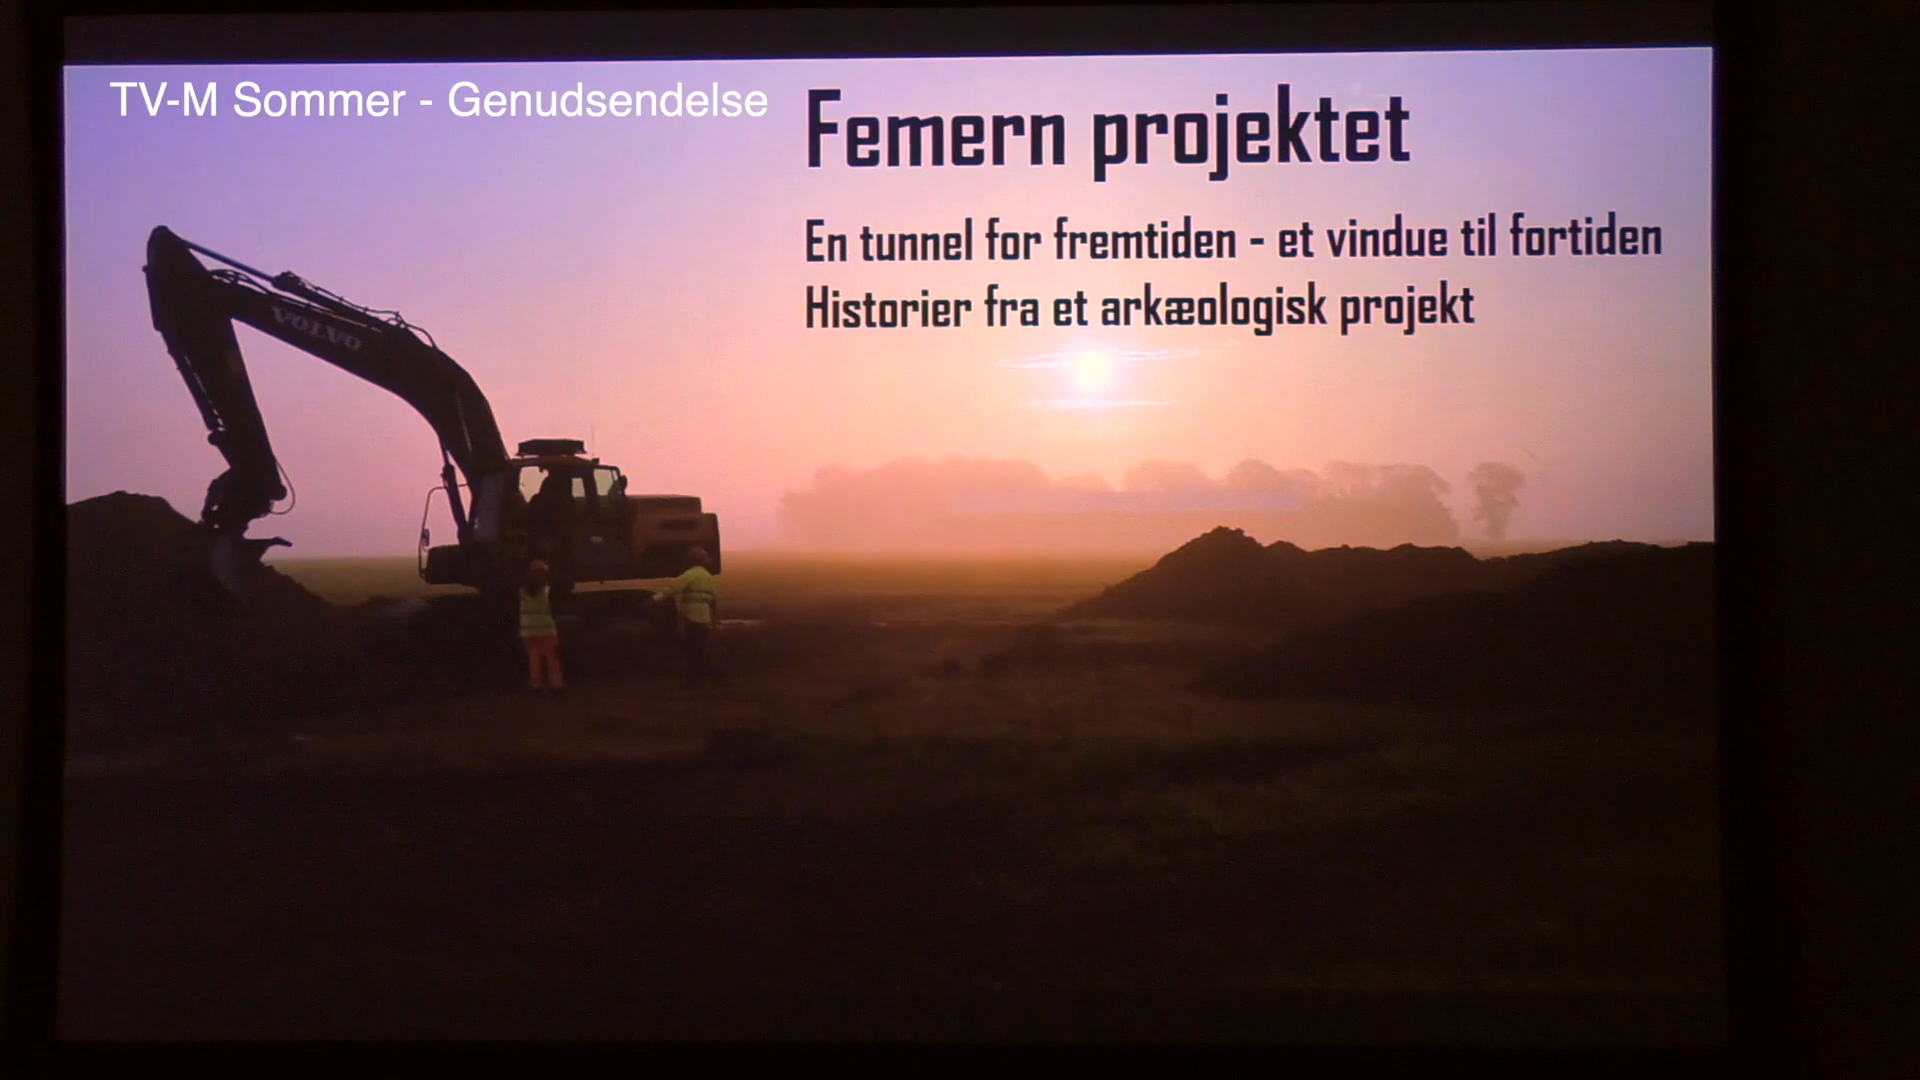 TV-M Sommer - Genudsendelse
Femern projektet
En tunnel for fremtiden - et vindue til fortiden
Historier fra et arkæologisk projekt
VOLVO